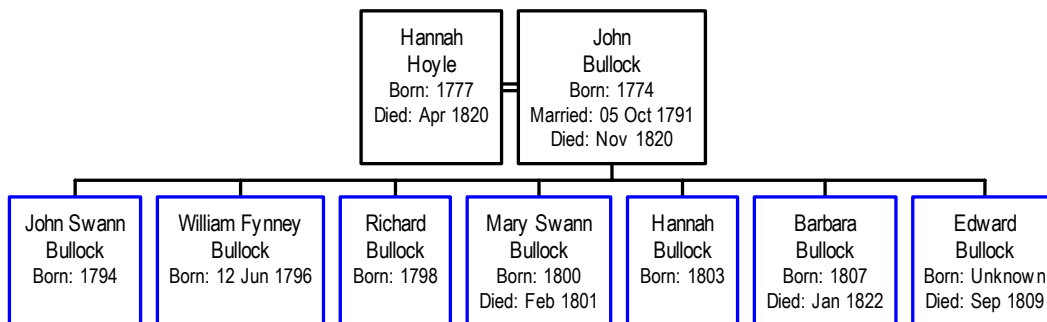 Hannah
Hoyle
Born: 1777
Died: Apr 1820
John
Bullock
Born: 1774
Married: 05 Oct 1791
Died: Nov 1820
John Swann
Bullock
Born: 1794
William Fynney
Bullock
Born: 12 Jun 1796
Richard
Bullock
Born: 1798
Mary Swann
Bullock
Born: 1800
Died: Feb 1801
Hannah
Bullock
Born: 1803
Barbara
Bullock
Born: 1807
Died: Jan 1822
Edward
Bullock
Born: Unknown
Died: Sep 1809